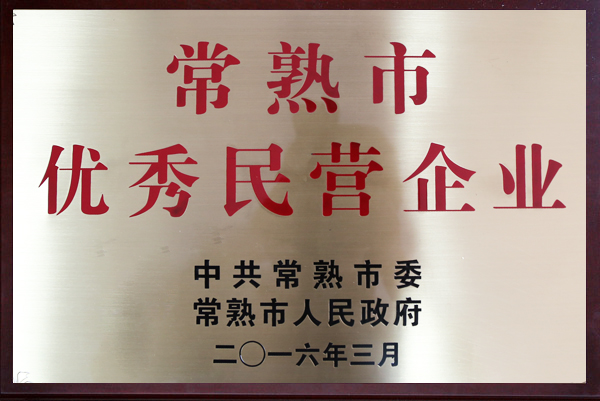 常熟市
优秀民营企业
中共常熟市委
常熟市人民政府
二〇一六年三月